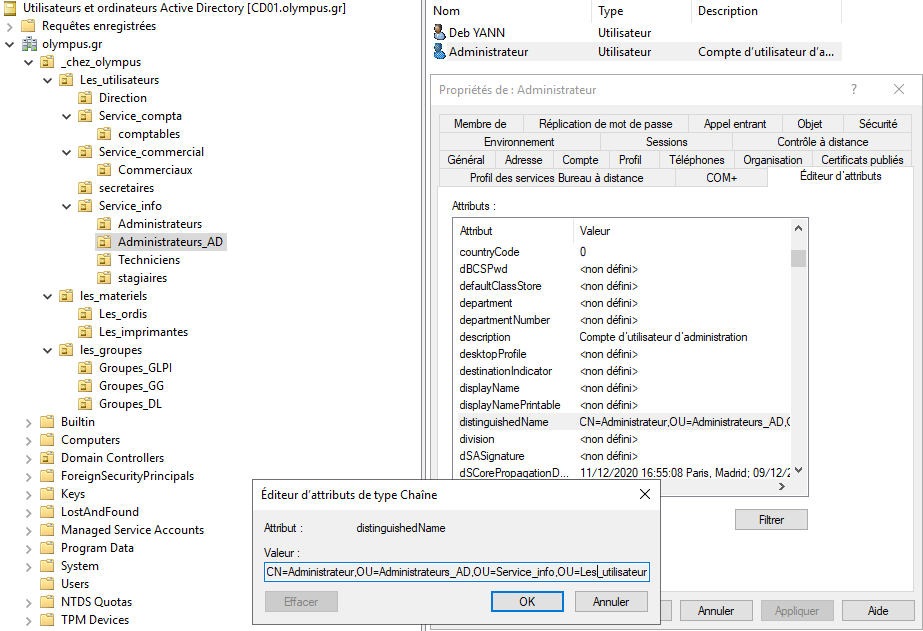 Utilisateurs et ordinateurs Active Directory [CD01.olympus.gr]
Requêtes enregistrées
olympus.gr
_chez_olympus
Les_utilisateurs
Direction
Service_compta
comptables
Service_commercial
Commerciaux
secretaires
Service_info
Administrateurs
Administrateurs_AD
Techniciens
stagiaires
les_materiels
Les_ordis
Les_imprimantes
les_groupes
Groupes_GLPI
Groupes_GG
Groupes_DL
Builtin
Computers
Domain Controllers
ForeignSecurityPrincipals
Keys
LostAndFound
Managed Service Accounts
Program Data
System
Users
NTDS Quotas
TPM Devices
Nom Type Description
Deb YANN Utilisateur
Administrateur Utilisateur Compte d'utilisateur d'a...
Propriétés de : Administrateur ?
Membre de Réplication de mot de passe Appel entrant Objet Sécurité
Environnement Sessions Contrôle à distance
Général Adresse Compte Profil Téléphones Organisation Certificats publiés
Profil des services Bureau à distance COM+ Éditeur d'attributs
Attributs :
Attribut Valeur
countryCode 0
dBCSPwd <non défini>
defaultClassStore <non défini>
department <non défini>
departmentNumber <non défini>
description Compte d'utilisateur d'administration
desktopProfile <non défini>
destinationIndicator <non défini>
displayName <non défini>
displayNamePrintable <non défini>
distinguishedName CN=Administrateur,OU=Administrateurs_AD,
division <non défini>
dSASignature <non défini>
dSCorePropagationD... 11/12/2020 16:55:08 Paris, Madrid; 09/12/2
Filtrer
Annuler Appliquer Aide
Éditeur d'attributs de type Chaîne
Attribut : distinguishedName
Valeur :
CN=Administrateur,OU=Administrateurs_AD,OU=Service_info,OU=Les_utilisateur
Effacer OK Annuler